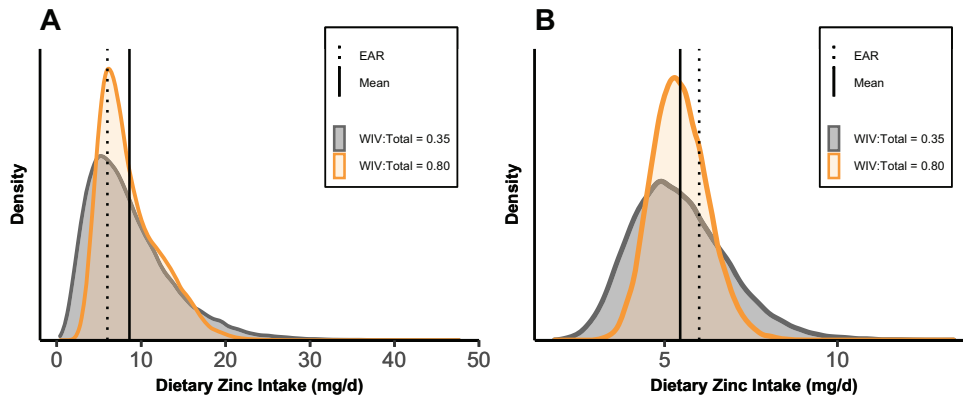 A
EAR
Mean
WIV:Total = 0.35
WIV:Total = 0.80
Density
0 10 20 30 40 50
Dietary Zinc Intake (mg/d)
B
EAR
Mean
WIV:Total = 0.35
WIV:Total = 0.80
Density
5 10
Dietary Zinc Intake (mg/d)